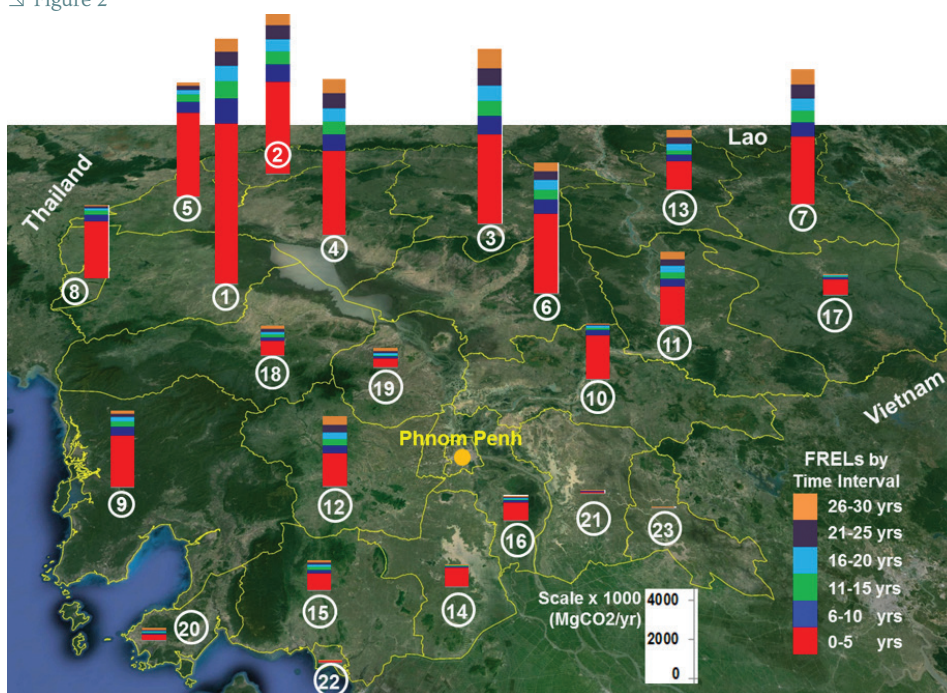 ⇲ Figure 2
Lao
Thailand
2
5
4
3
13
7
8
1
6
11
17
18
19
10
Vietnam
Phnom Penh
9
12
16
21
23
15
14
20
22
FRELs by
Time Interval
26-30 yrs
21-25 yrs
16-20 yrs
11-15 yrs
6-10 yrs
0-5 yrs
Scale x 1000
(MgCO2/yr)
4000
2000
0